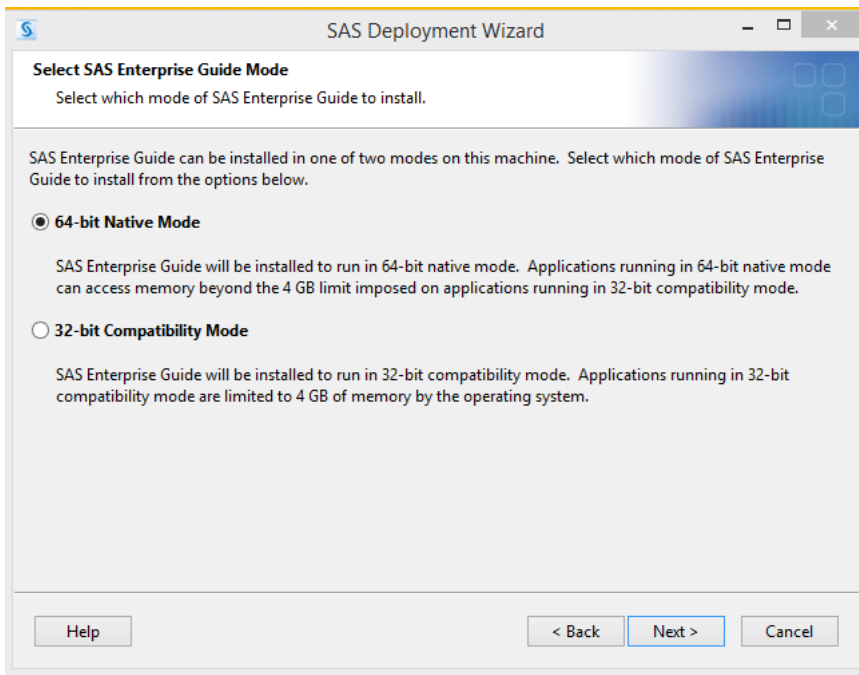 SAS Deployment Wizard
Select SAS Enterprise Guide Mode
Select which mode of SAS Enterprise Guide to install.
SAS Enterprise Guide can be installed in one of two modes on this machine.  Select which mode of SAS Enterprise
Guide to install from the options below.
64-bit Native Mode
SAS Enterprise Guide will be installed to run in 64-bit native mode.  Applications running in 64-bit native mode
can access memory beyond the 4 GB limit imposed on applications running in 32-bit compatibility mode.
32-bit Compatibility Mode
SAS Enterprise Guide will be installed to run in 32-bit compatibility mode.  Applications running in 32-bit
compatibility mode are limited to 4 GB of memory by the operating system.
Help < Back Next > Cancel